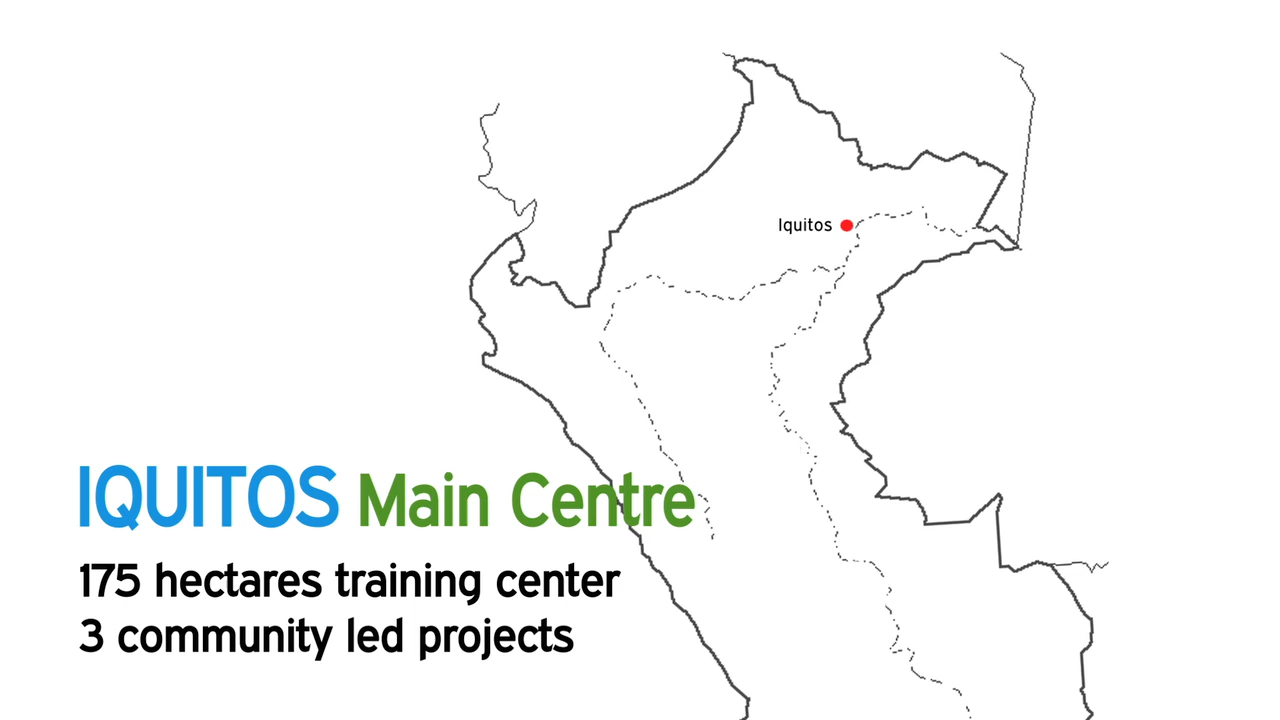 Iquitos
IQUITOS Main Centre
175 hectares training center
3 community led projects